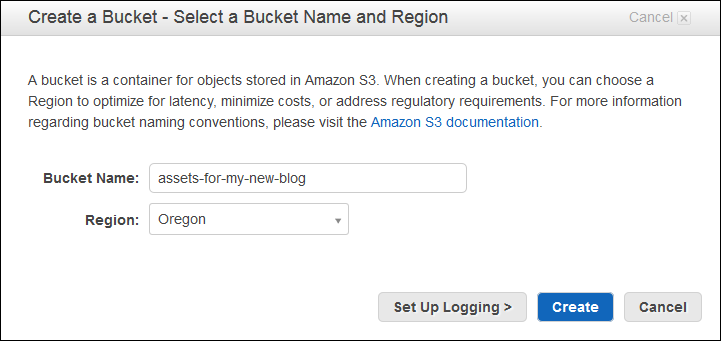 Create a Bucket - Select a Bucket Name and Region
Cancel
A bucket is a container for objects stored in Amazon S3. When creating a bucket, you can choose a
Region to optimize for latency, minimize costs, or address regulatory requirements. For more information
regarding bucket naming conventions, please visit the Amazon S3 documentation.
Bucket Name: assets-for-my-new-blog
Region: Oregon
Set Up Logging > Create Cancel